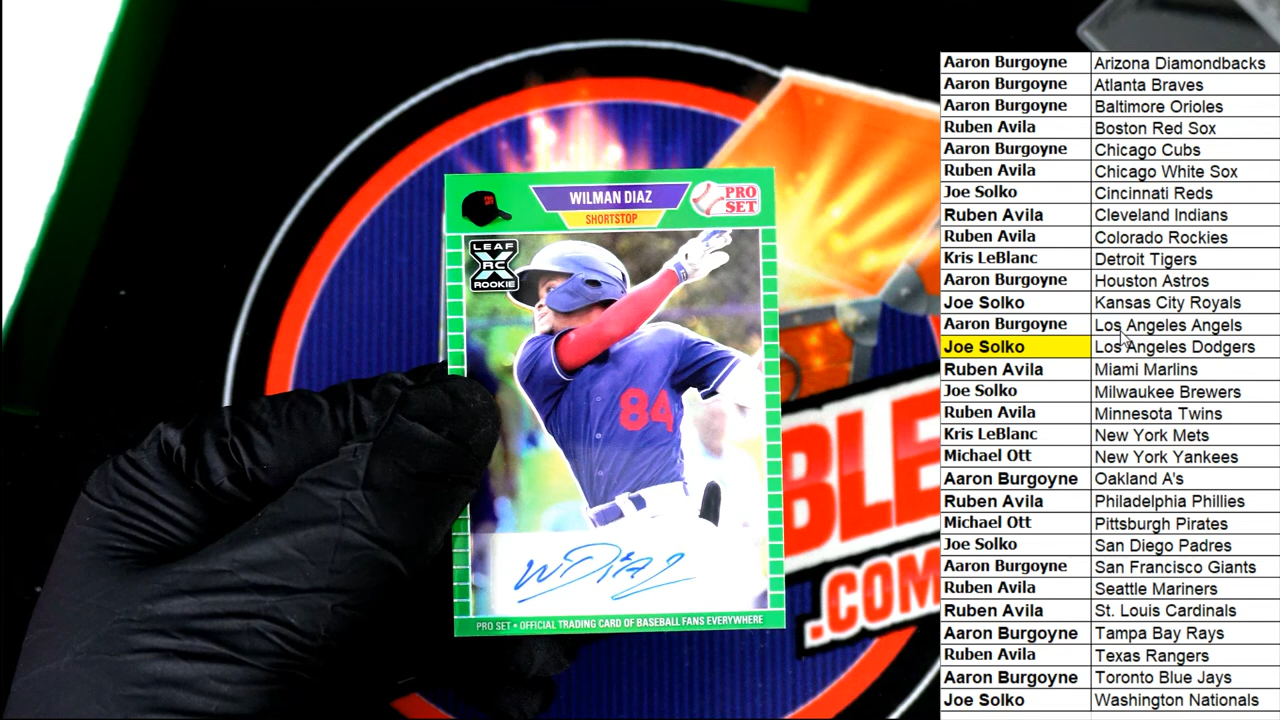 WILMAN DIAZ
SHORTSTOP
PRO
SET
LEAF
RC
ROOKIE
84
W Diaz
PRO SET • OFFICIAL TRADING CARD OF BASEBALL FANS EVERYWHERE
BLE
.COM
Aaron Burgoyne Arizona Diamondbacks
Aaron Burgoyne Atlanta Braves
Aaron Burgoyne Baltimore Orioles
Ruben Avila Boston Red Sox
Aaron Burgoyne Chicago Cubs
Ruben Avila Chicago White Sox
Joe Solko Cincinnati Reds
Ruben Avila Cleveland Indians
Ruben Avila Colorado Rockies
Kris LeBlanc Detroit Tigers
Aaron Burgoyne Houston Astros
Joe Solko Kansas City Royals
Aaron Burgoyne Los Angeles Angels
Joe Solko Los Angeles Dodgers
Ruben Avila Miami Marlins
Joe Solko Milwaukee Brewers
Ruben Avila Minnesota Twins
Kris LeBlanc New York Mets
Michael Ott New York Yankees
Aaron Burgoyne Oakland A's
Ruben Avila Philadelphia Phillies
Michael Ott Pittsburgh Pirates
Joe Solko San Diego Padres
Aaron Burgoyne San Francisco Giants
Ruben Avila Seattle Mariners
Ruben Avila St. Louis Cardinals
Aaron Burgoyne Tampa Bay Rays
Ruben Avila Texas Rangers
Aaron Burgoyne Toronto Blue Jays
Joe Solko Washington Nationals